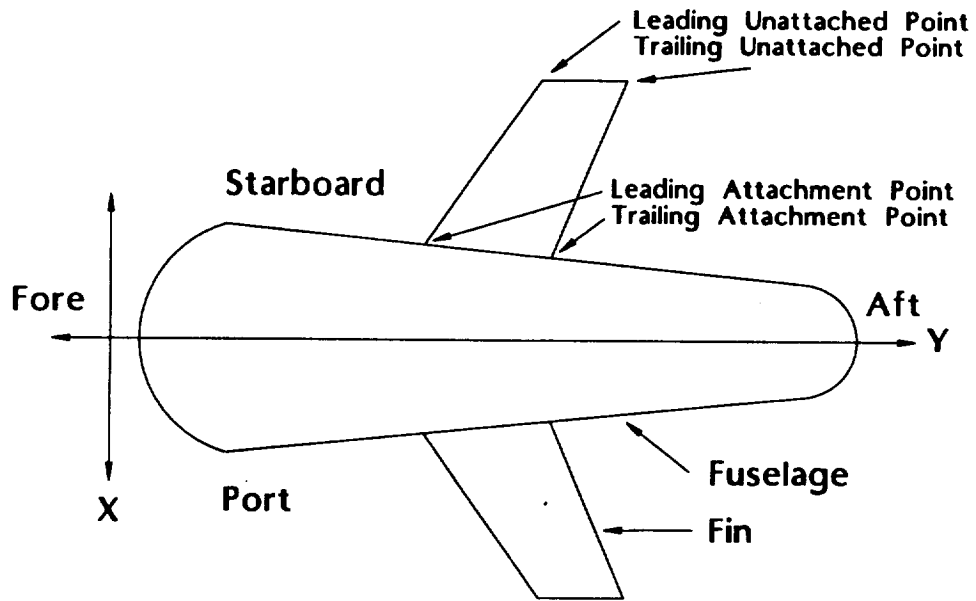 Leading Unattached Point
Trailing Unattached Point
Starboard
Leading Attachment Point
Trailing Attachment Point
Fore
Aft
Y
Fuselage
Port
X
Fin